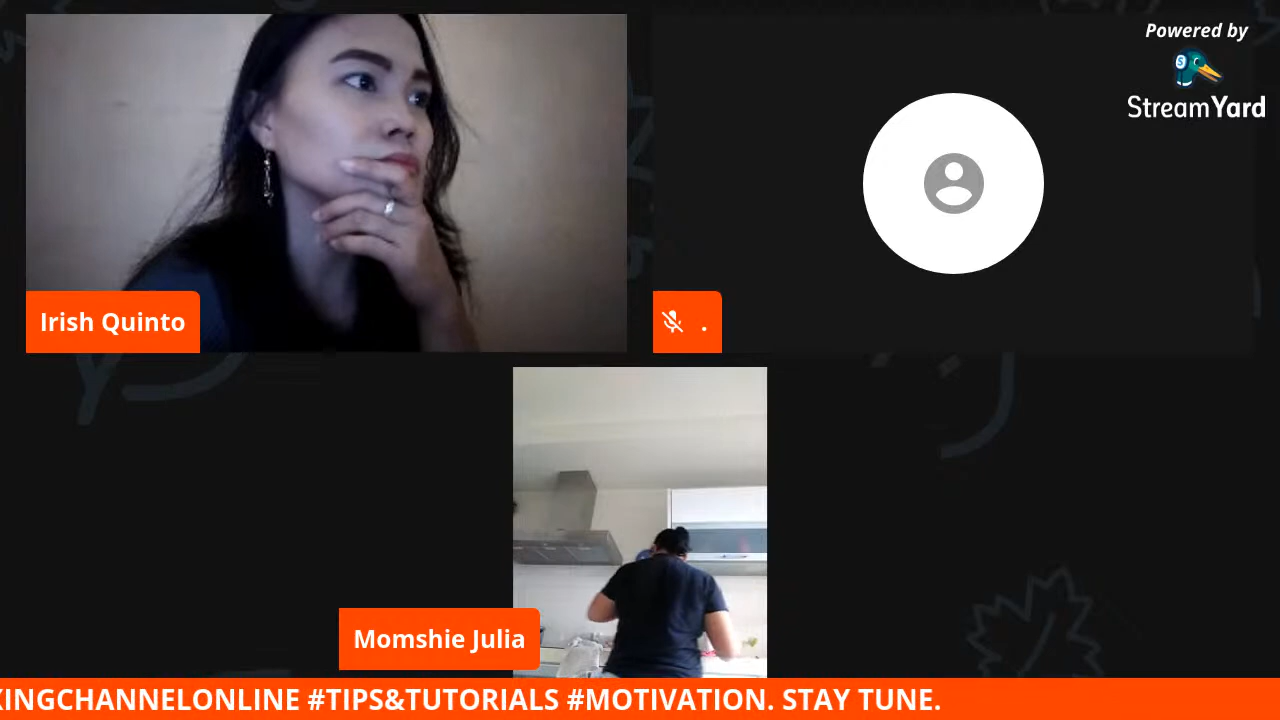 Powered by
StreamYard
Irish Quinto
.
Momshie Julia
KINGCHANNELONLINE #TIPS&TUTORIALS #MOTIVATION. STAY TUNE.